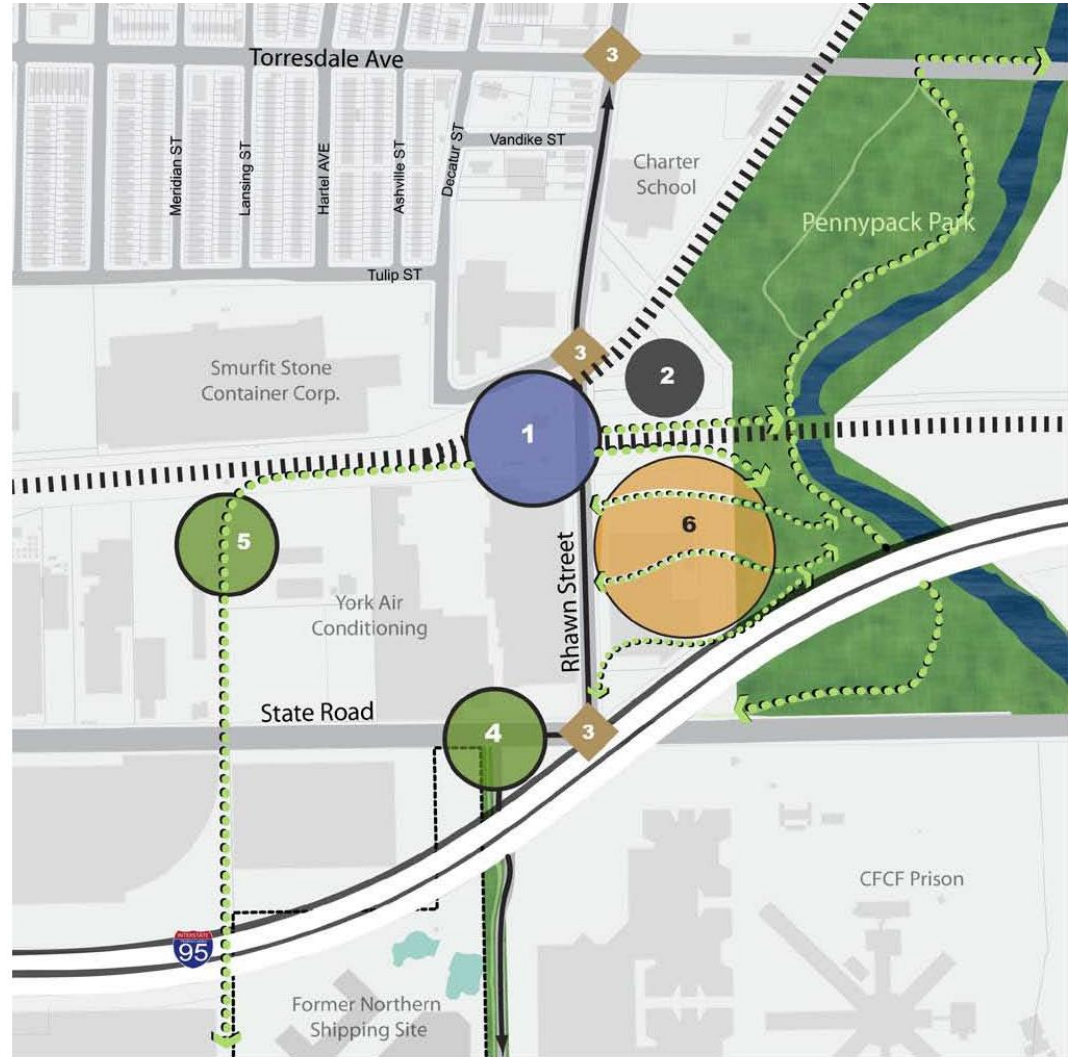 3
Torresdale Ave
Vandike ST
Meridian ST
Lansing ST
Hartel AVE
Ashville ST
Decatur ST
Charter
School
Pennypack Park
Tulip ST
3
Smurfit Stone
Container Corp.
2
1
6
5
York Air
Conditioning
Rhawn Street
State Road
4
3
CFCF Prison
INTERSTATE
95
Former Northern
Shipping Site